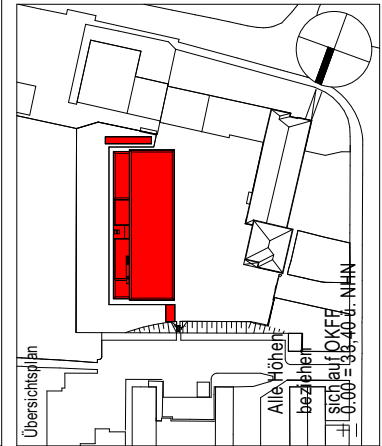 Übersichtsplan
Alle Höhen
beziehen
sich auf OKFF
± 0.00 = 33,40 ü. NHN